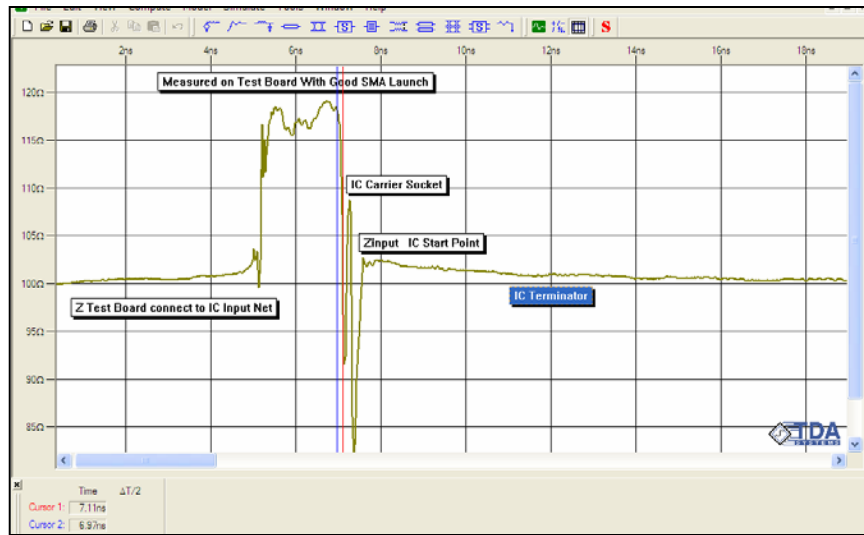 File Edit View Compute Model Simulate Tools Window Help
S S S
2ns 4ns 6ns 8ns 10ns 12ns 14ns 16ns 18ns
Measured on Test Board With Good SMA Launch
120Ω
115Ω
IC Carrier Socket
110Ω
105Ω
Zinput IC Start Point
100Ω
Z Test Board connect to IC Input Net
IC Terminator
95Ω
90Ω
85Ω
TDA
SYSTEMS
Time ΔT/2
Cursor 1: 7.11ns
Cursor 2: 6.97ns